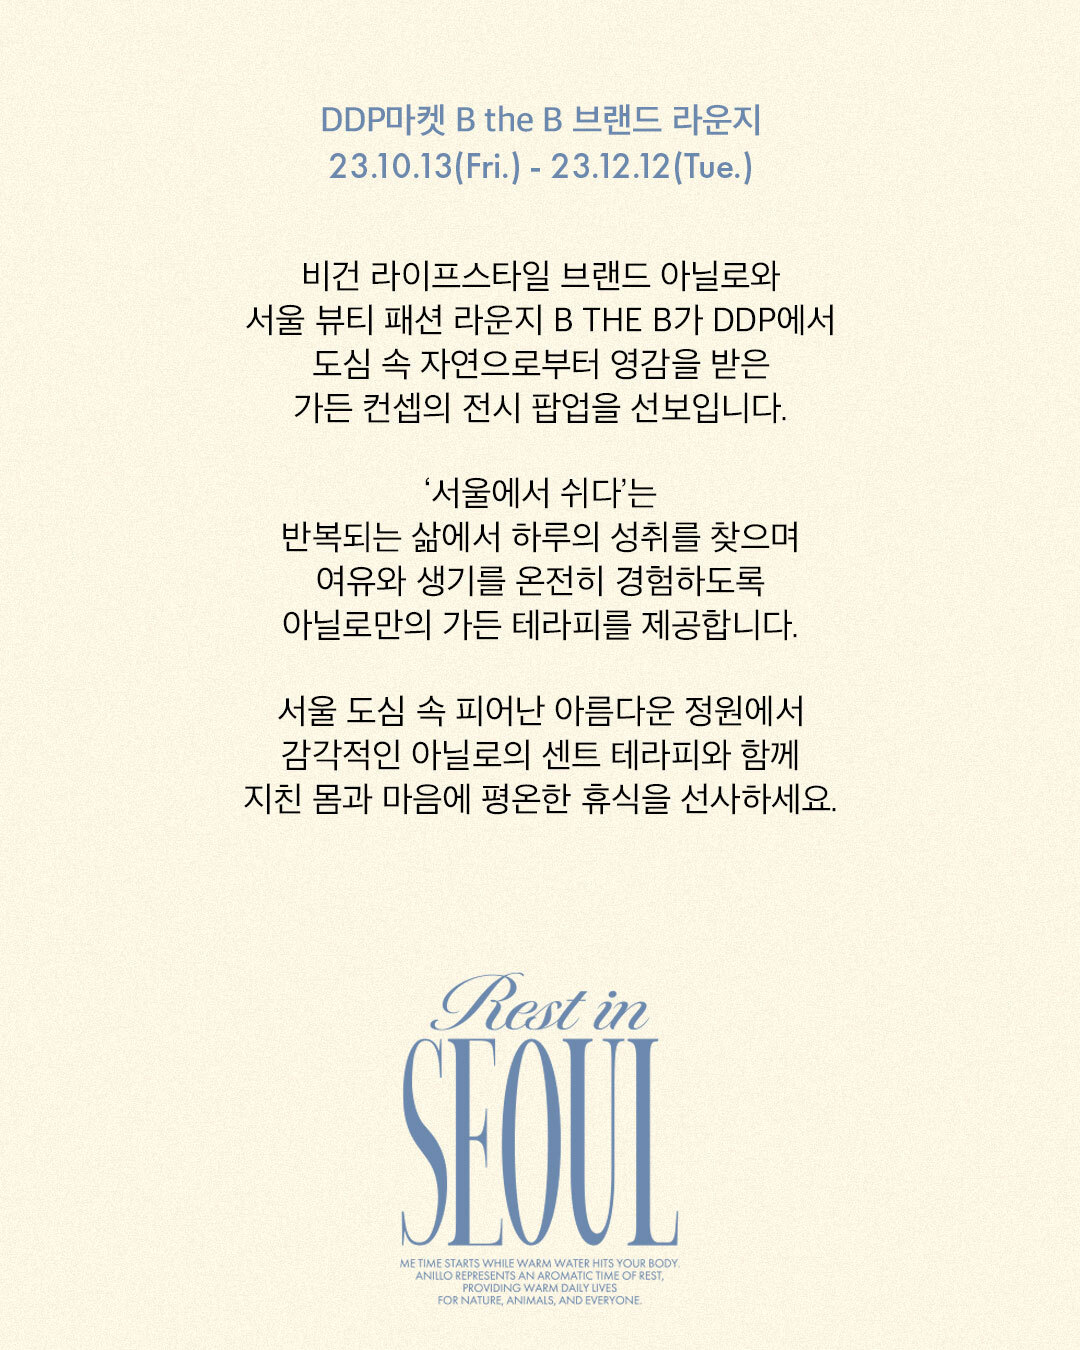 DDP마켓 B the B 브랜드 라운지
23.10.13(Fri.) - 23.12.12(Tue.)
비건 라이프스타일 브랜드 아닐로와
서울 뷰티 패션 라운지 B THE B가 DDP에서
도심 속 자연으로부터 영감을 받은
가든 컨셉의 전시 팝업을 선보입니다.
‘서울에서 쉬다’는
반복되는 삶에서 하루의 성취를 찾으며
여유와 생기를 온전히 경험하도록
아닐로만의 가든 테라피를 제공합니다.
서울 도심 속 피어난 아름다운 정원에서
감각적인 아닐로의 센트 테라피와 함께
지친 몸과 마음에 평온한 휴식을 선사하세요.
Rest in
SEOUL
ME TIME STARTS WHILE WARM WATER HITS YOUR BODY.
ANILLO REPRESENTS AN AROMATIC TIME OF REST,
PROVIDING WARM DAILY LIVES
FOR NATURE, ANIMALS, AND EVERYONE.